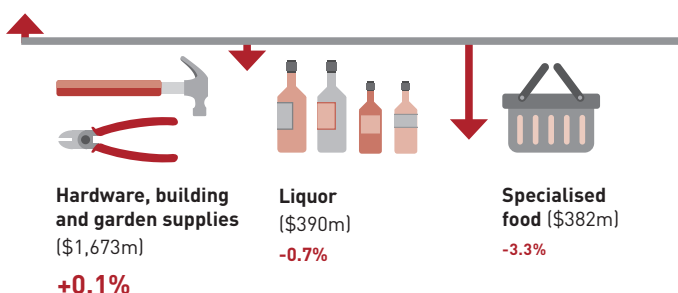 Hardware, building
and garden supplies
($1,673m)
+0.1%
Liquor
($390m)
-0.7%
Specialised
food ($382m)
-3.3%